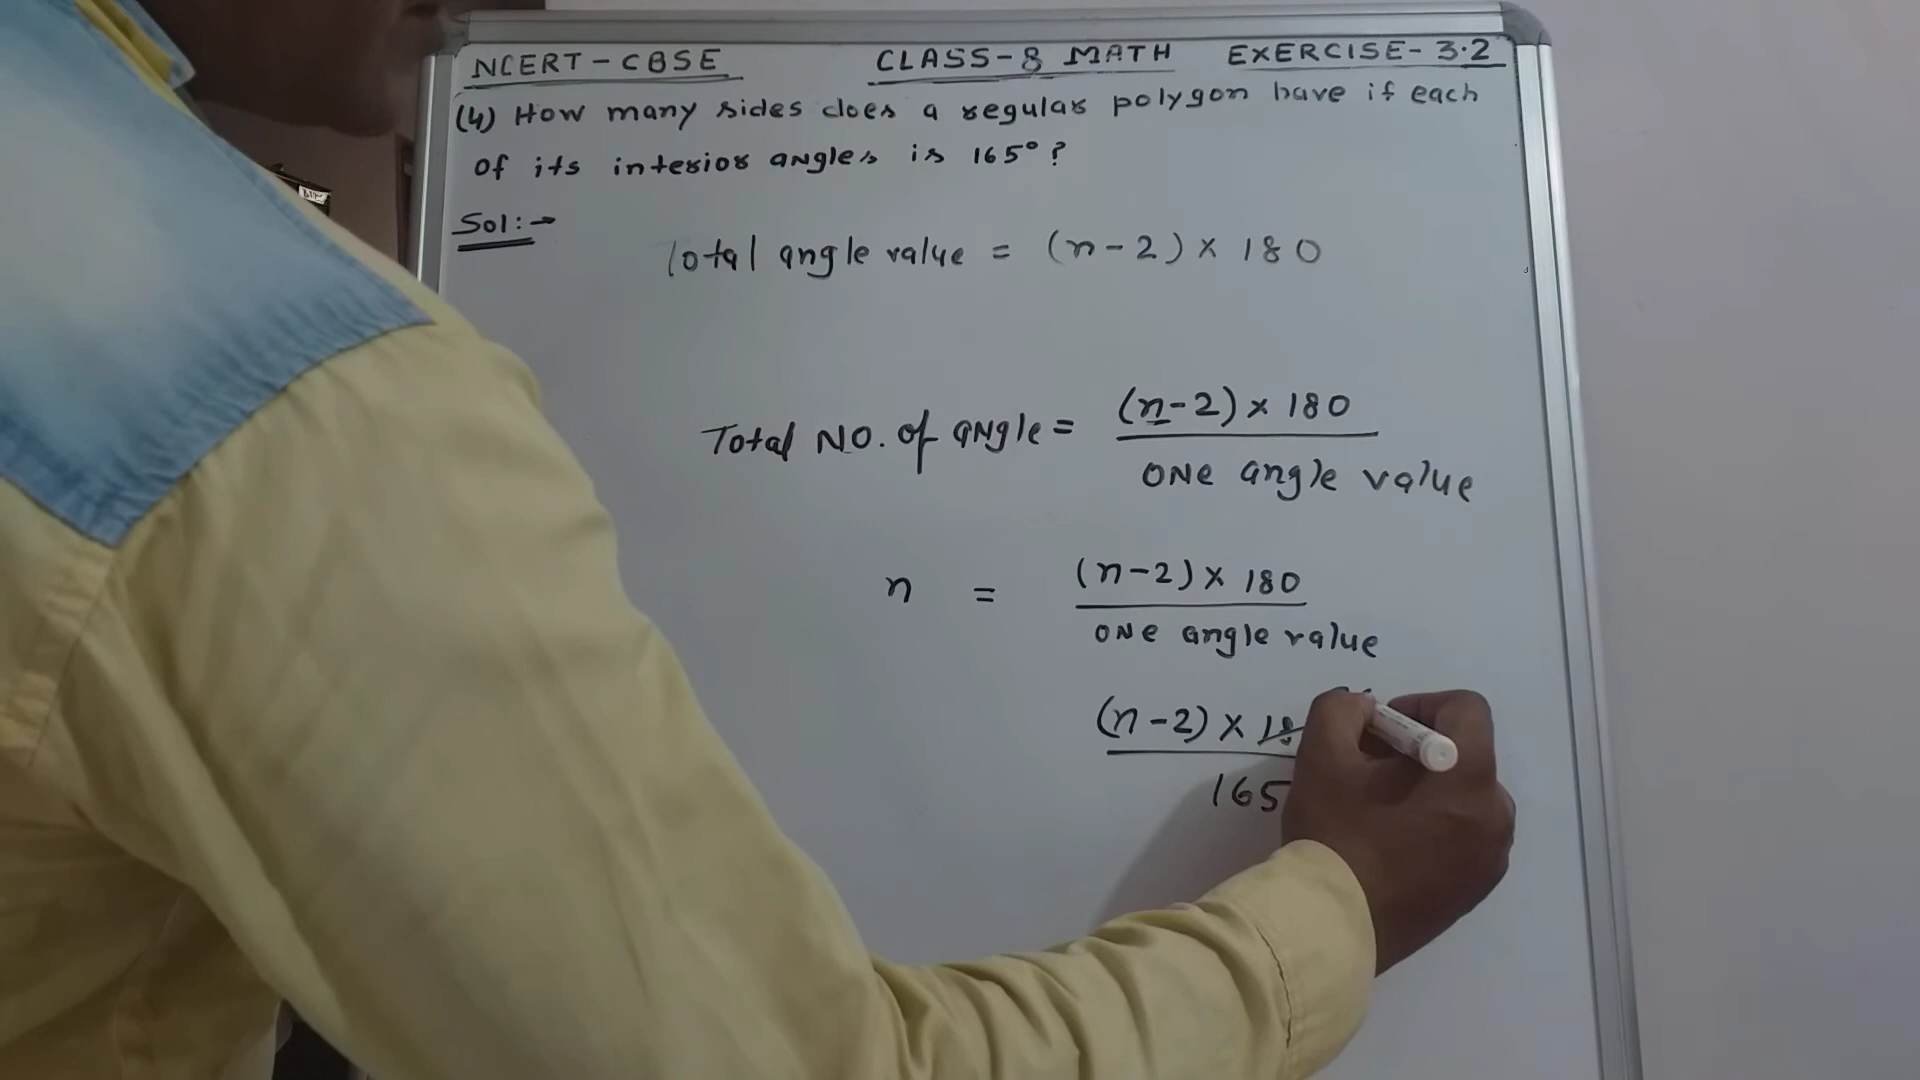 NCERT-CBSE CLASS-8 MATH EXERCISE-3.2
(4) How many sides does a regular polygon have if each
of its interior angles is 165°?
Sol:→
Total angle value = (n-2)×180
Total NO. of angle = (n-2)×180
ONe angle value
n = (n-2)×180
ONe angle value
(n-2)×18
165